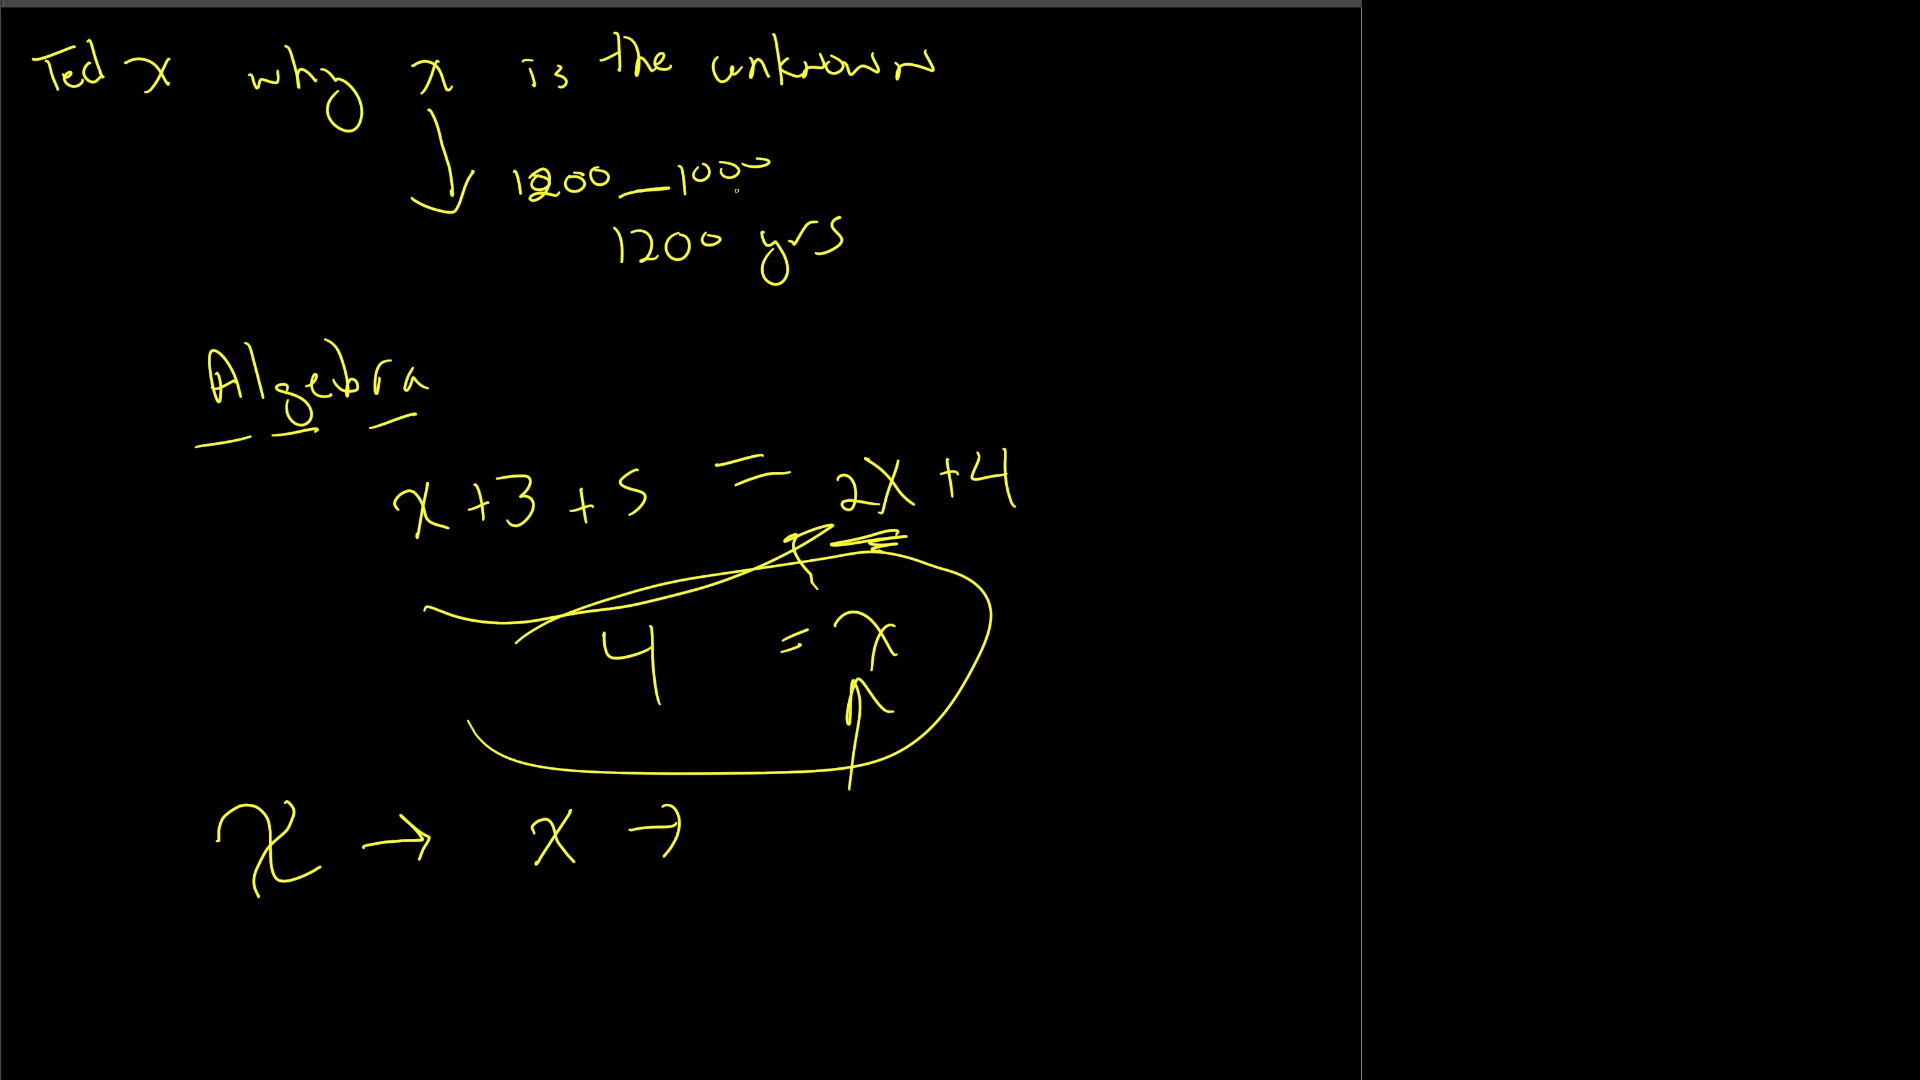 Ted x why x is the unknown
1200 — 1000
1200 yrs
Algebra
x + 3 + 5 = 2x + 4
4 = x
x → x →